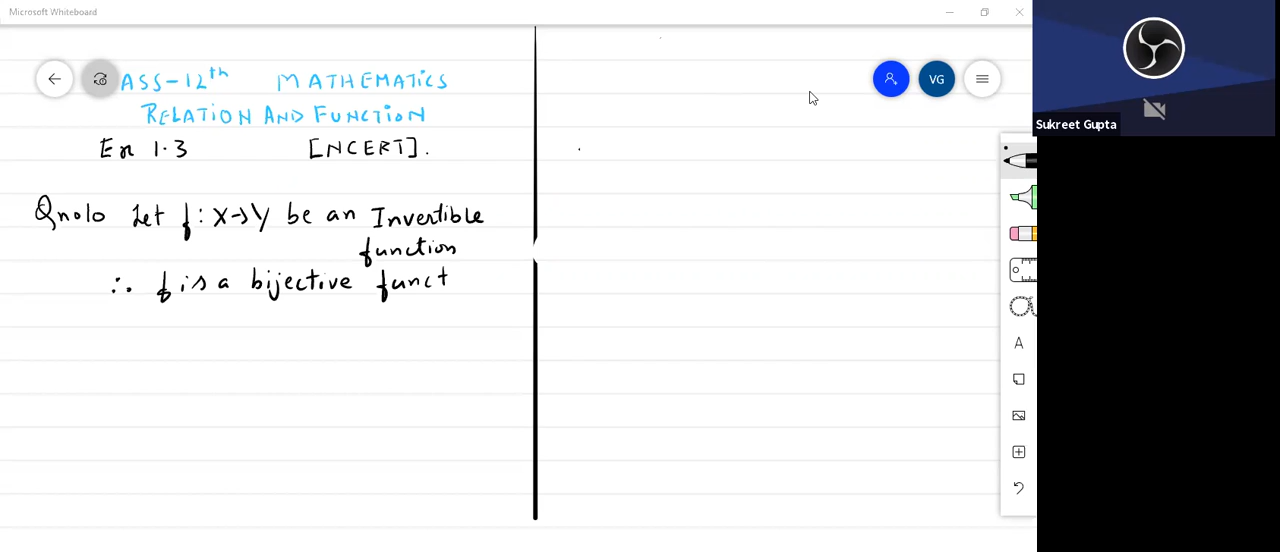 Microsoft Whiteboard
ASS-12th MATHEMATICS
RELATION AND FUNCTION
Ex 1.3 [NCERT].
Qno10 Let f: X→Y be an Invertible
function
∴ f is a bijective funct
VG
Sukreet Gupta
A